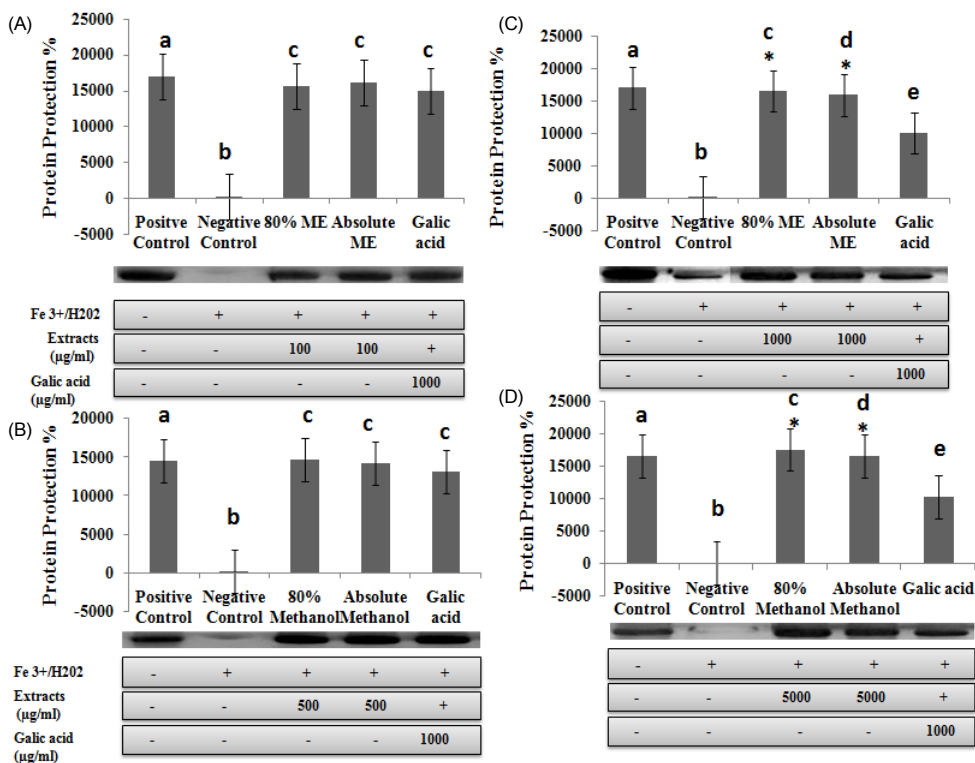 (A)
Protein Protection %
25000
20000
15000
10000
5000
0
-5000
a
b
c
c
c
Positve Control
Negative Control
80% ME
Absolute ME
Galic acid
Fe 3+/H202 - + + + +
Extracts (µg/ml) - - 100 100 +
Galic acid (µg/ml) - - - - 1000
(B)
Protein Protection %
20000
15000
10000
5000
0
-5000
a
b
c
c
c
Positive Control
Negative Control
80% Methanol
Absolute Methanol
Galic acid
Fe 3+/H202 - + + + +
Extracts (µg/ml) - - 500 500 +
Galic acid (µg/ml) - - - - 1000
(C)
Protein Protection %
25000
20000
15000
10000
5000
0
-5000
a
b
c
*
d
*
e
Positive Control
Negative Control
80% ME
Absolute ME
Galic acid
- + + + +
- - 1000 1000 +
- - - - 1000
(D)
Protein Protection %
25000
20000
15000
10000
5000
0
-5000
a
b
c
*
d
*
e
Positive Control
Negative Control
80% Methanol
Absolute Methanol
Galic acid
- + + + +
- - 5000 5000 +
- - - - 1000